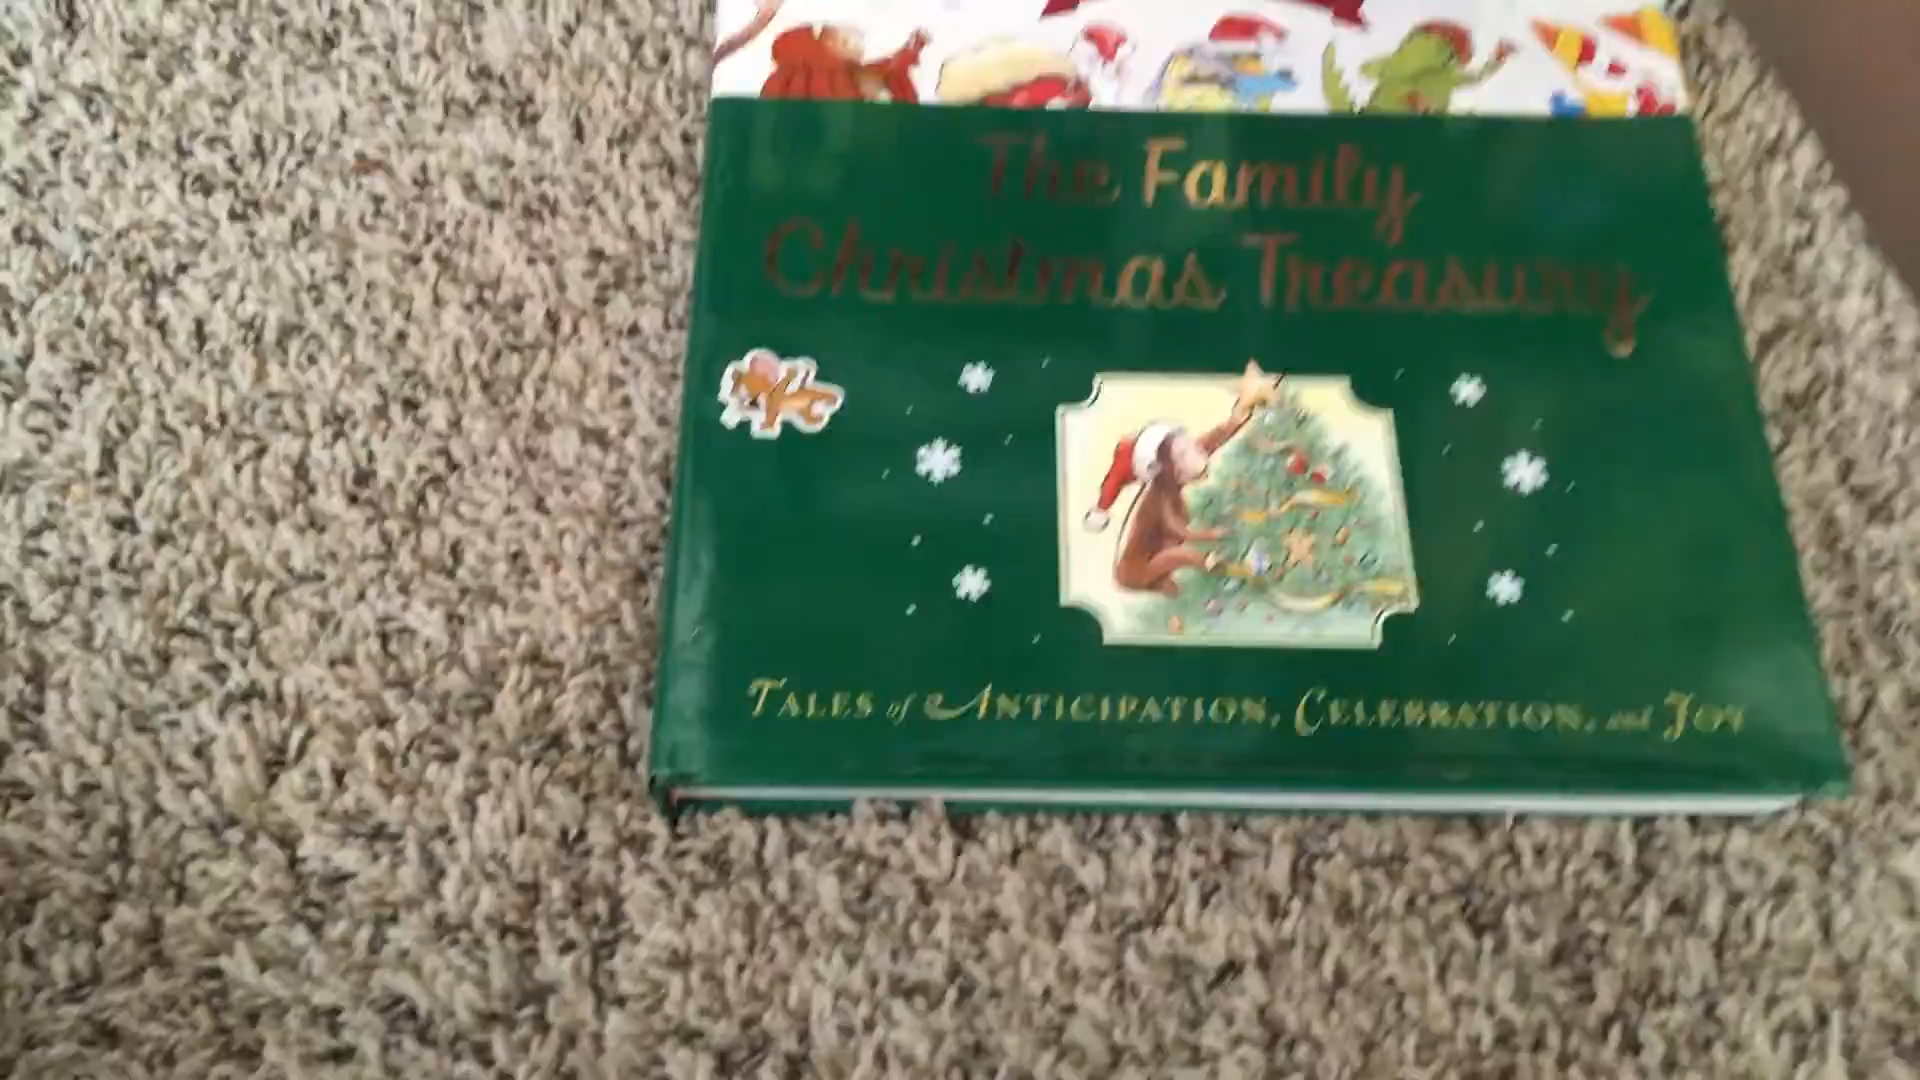 The Family
Christmas Treasury
TALES of ANTICIPATION, CELEBRATION, and JOY